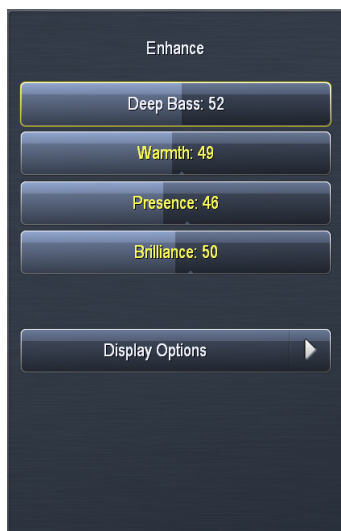 Enhance
Deep Bass: 52
Warmth: 49
Presence: 46
Brilliance: 50
Display Options